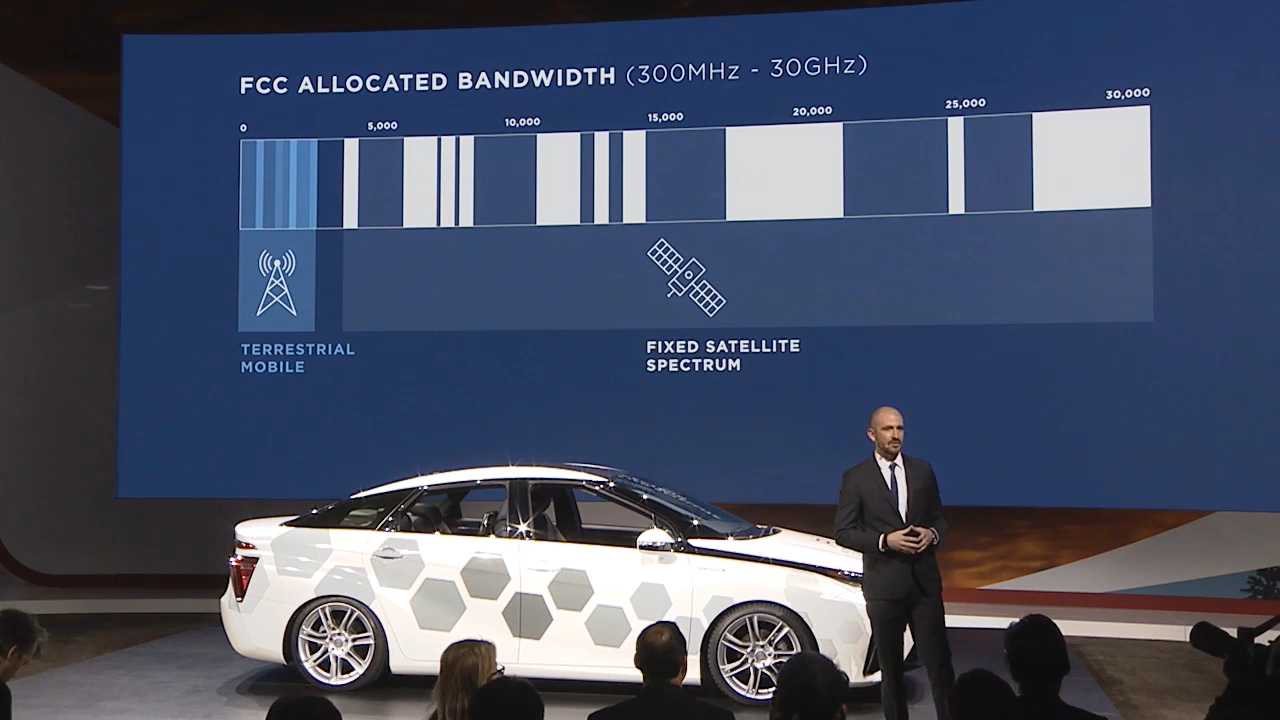 FCC ALLOCATED BANDWIDTH (300MHz - 30GHz)
0 5,000 10,000 15,000 20,000 25,000 30,000
TERRESTRIAL
MOBILE
FIXED SATELLITE
SPECTRUM